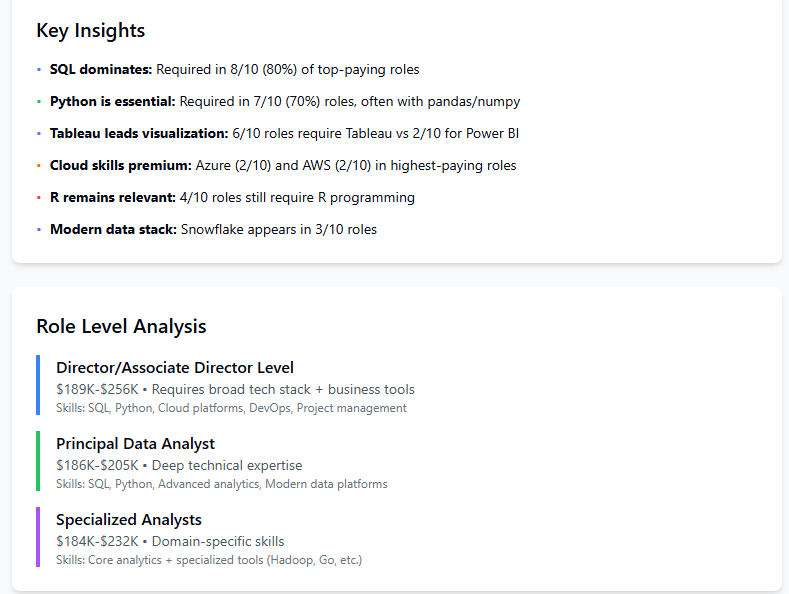 Key Insights
• SQL dominates: Required in 8/10 (80%) of top-paying roles
• Python is essential: Required in 7/10 (70%) roles, often with pandas/numpy
• Tableau leads visualization: 6/10 roles require Tableau vs 2/10 for Power BI
• Cloud skills premium: Azure (2/10) and AWS (2/10) in highest-paying roles
• R remains relevant: 4/10 roles still require R programming
• Modern data stack: Snowflake appears in 3/10 roles
Role Level Analysis
Director/Associate Director Level
$189K-$256K • Requires broad tech stack + business tools
Skills: SQL, Python, Cloud platforms, DevOps, Project management
Principal Data Analyst
$186K-$205K • Deep technical expertise
Skills: SQL, Python, Advanced analytics, Modern data platforms
Specialized Analysts
$184K-$232K • Domain-specific skills
Skills: Core analytics + specialized tools (Hadoop, Go, etc.)